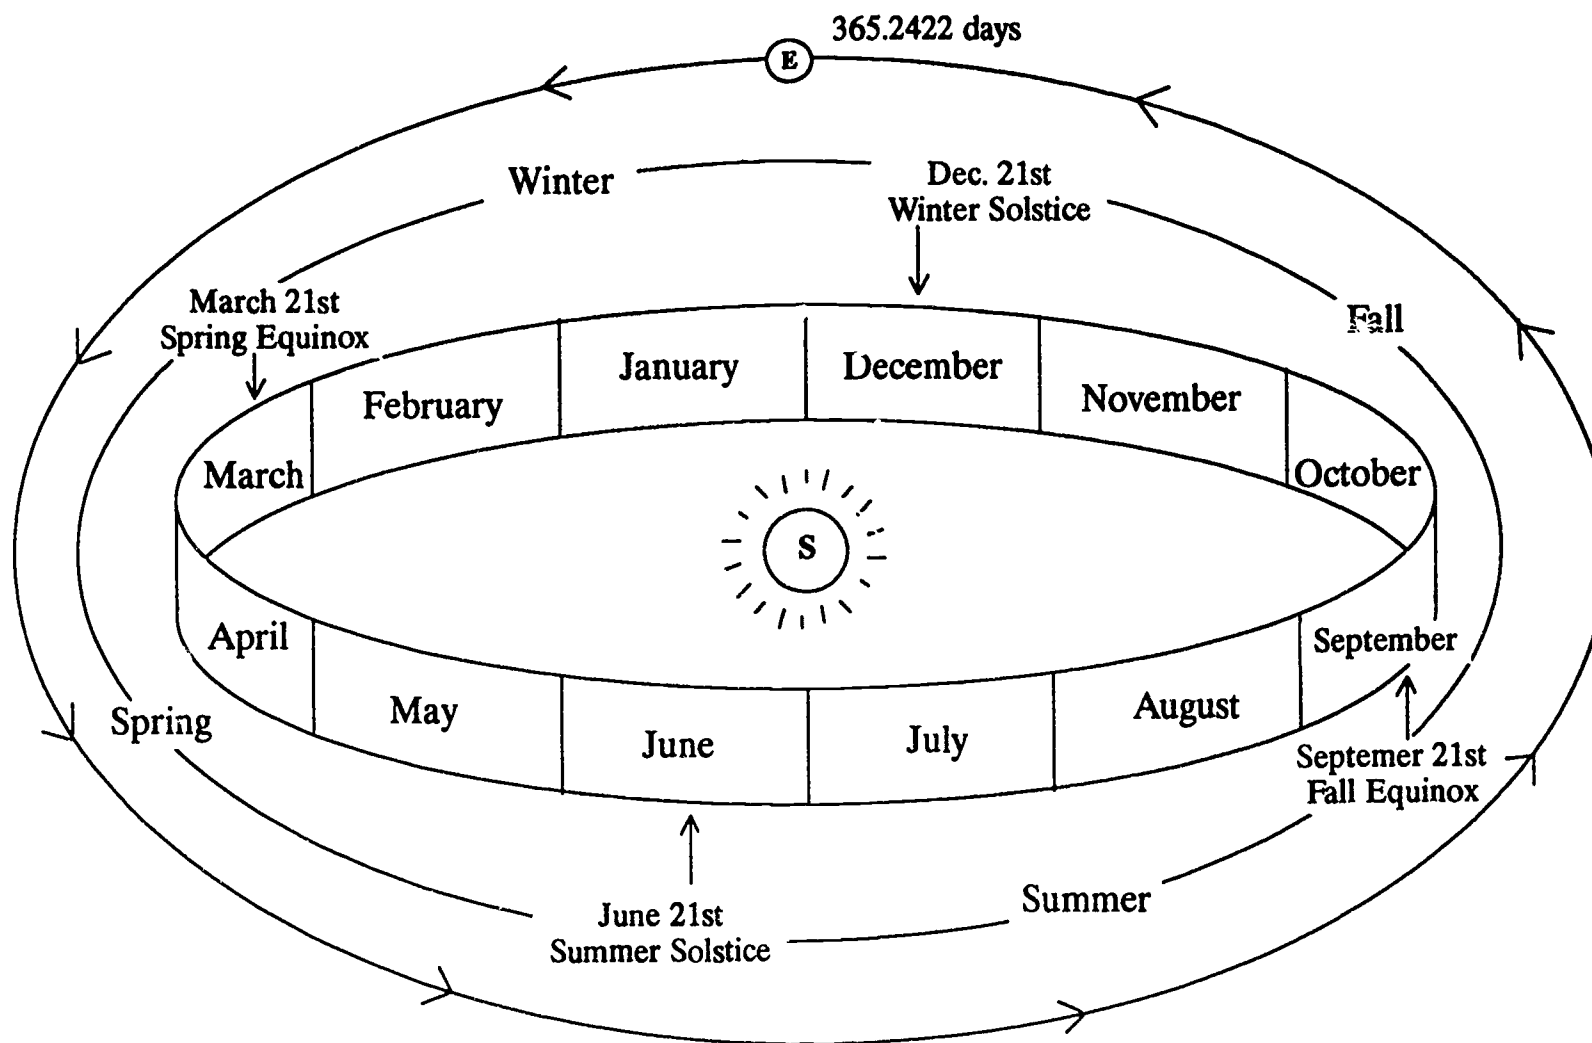 365.2422 days
E
Winter
Dec. 21st
Winter Solstice
March 21st
Spring Equinox
Fall
January
December
February
November
March
October
S
April
September
May
August
Spring
June
July
Septemer 21st
Fall Equinox
Summer
June 21st
Summer Solstice